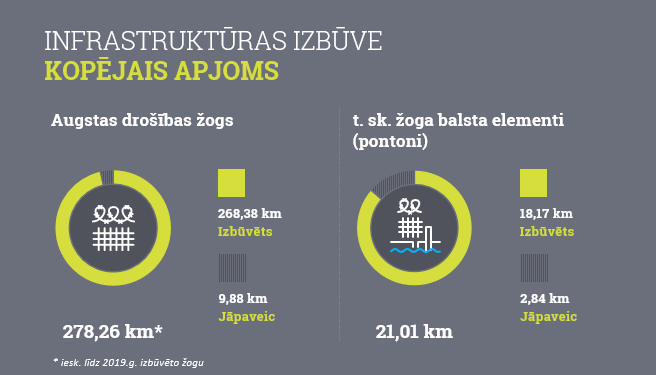 INFRASTRUKTŪRAS IZBŪVE
KOPĒJAIS APJOMS
Augstas drošības žogs
268,38 km
Izbūvēts
9,88 km
Jāpaveic
278,26 km*
* iesk. līdz 2019.g. izbūvēto žogu
t. sk. žoga balsta elementi
(pontoni)
18,17 km
Izbūvēts
2,84 km
Jāpaveic
21,01 km